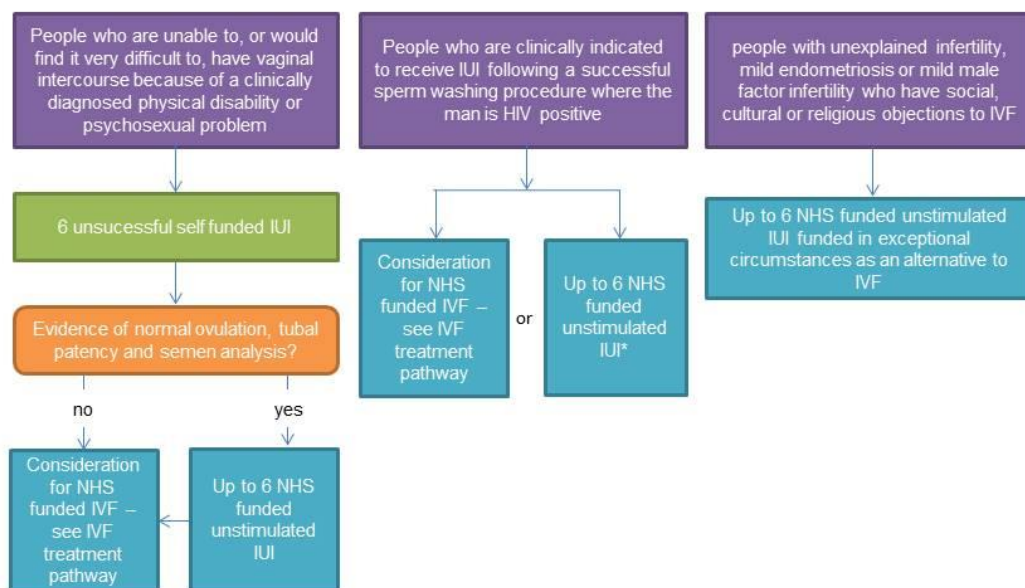 People who are unable to, or would
find it very difficult to, have vaginal
intercourse because of a clinically
diagnosed physical disability or
psychosexual problem
6 unsucessful self funded IUI
Evidence of normal ovulation, tubal
patency and semen analysis?
no
yes
Consideration
for NHS
funded IVF –
see IVF
treatment
pathway
Up to 6 NHS
funded
unstimulated
IUI
People who are clinically indicated
to receive IUI following a successful
sperm washing procedure where the
man is HIV positive
Consideration
for NHS
funded IVF –
see IVF
treatment
pathway
or
Up to 6 NHS
funded
unstimulated
IUI*
people with unexplained infertility,
mild endometriosis or mild male
factor infertility who have social,
cultural or religious objections to IVF
Up to 6 NHS funded unstimulated
IUI funded in exceptional
circumstances as an alternative to
IVF